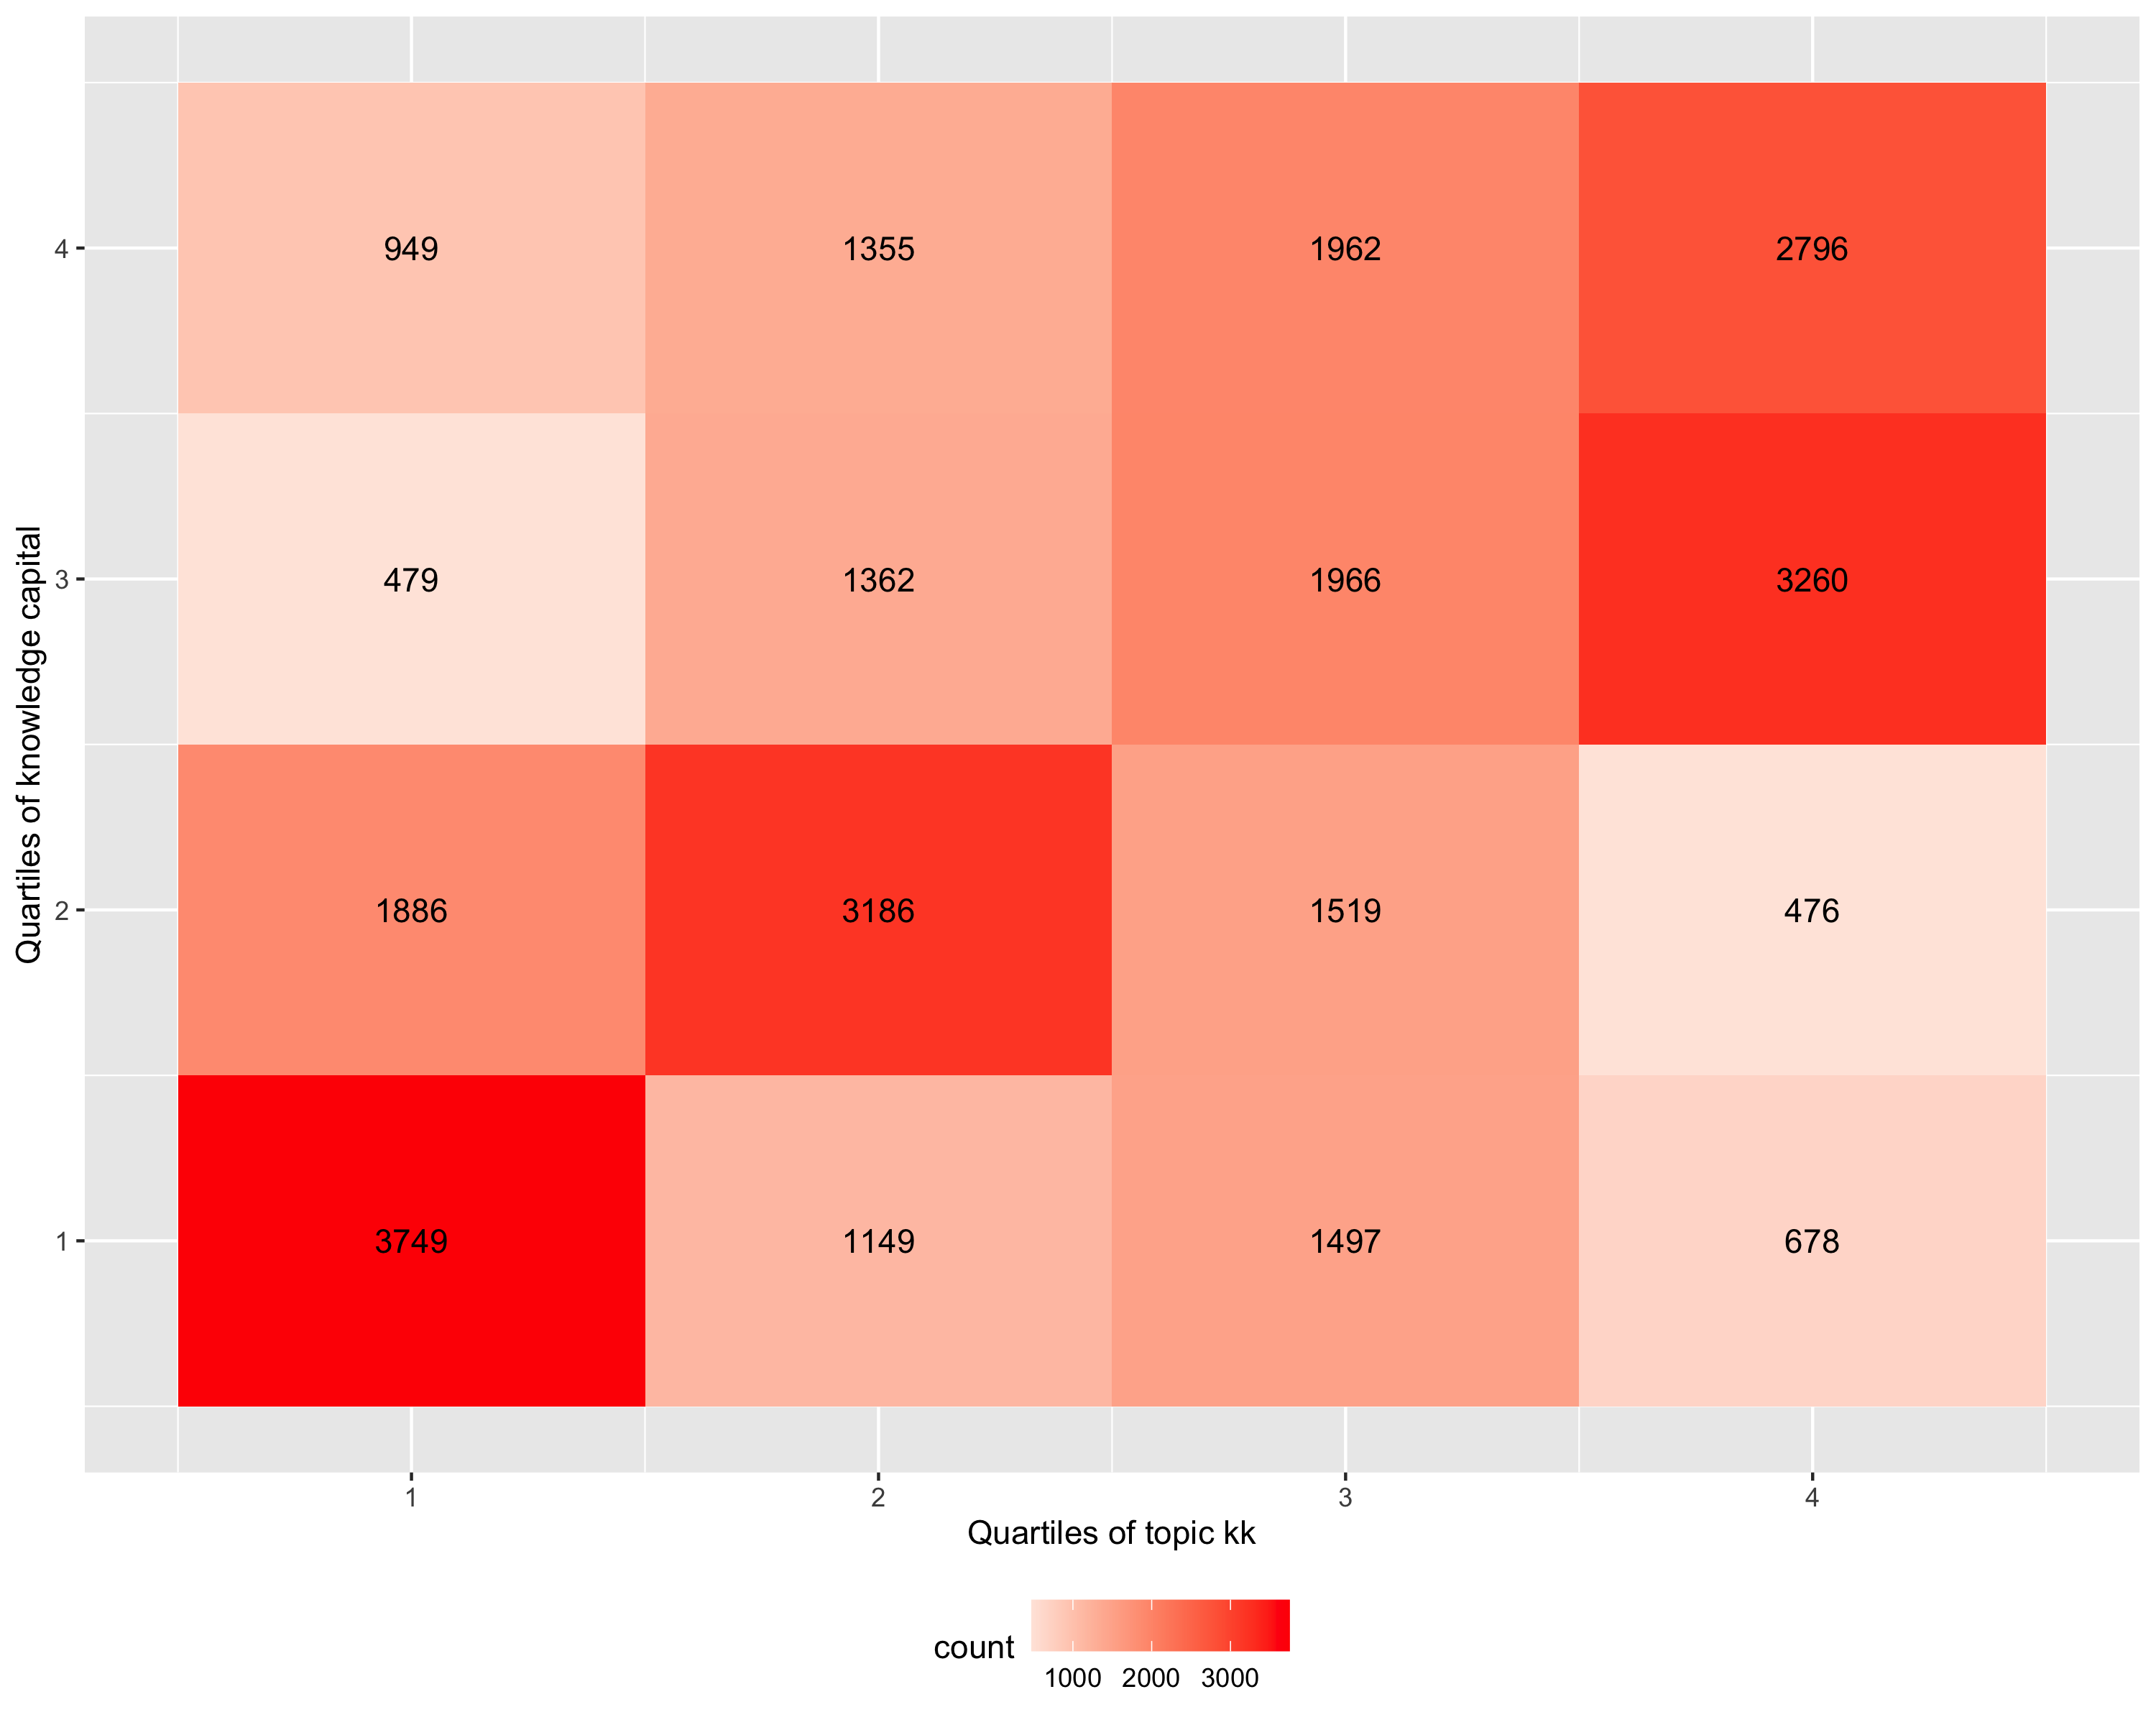 4 949 1355 1962 2796
3 479 1362 1966 3260
2 1886 3186 1519 476
1 3749 1149 1497 678
Quartiles of knowledge capital
1 2 3 4
Quartiles of topic kk
count
1000 2000 3000